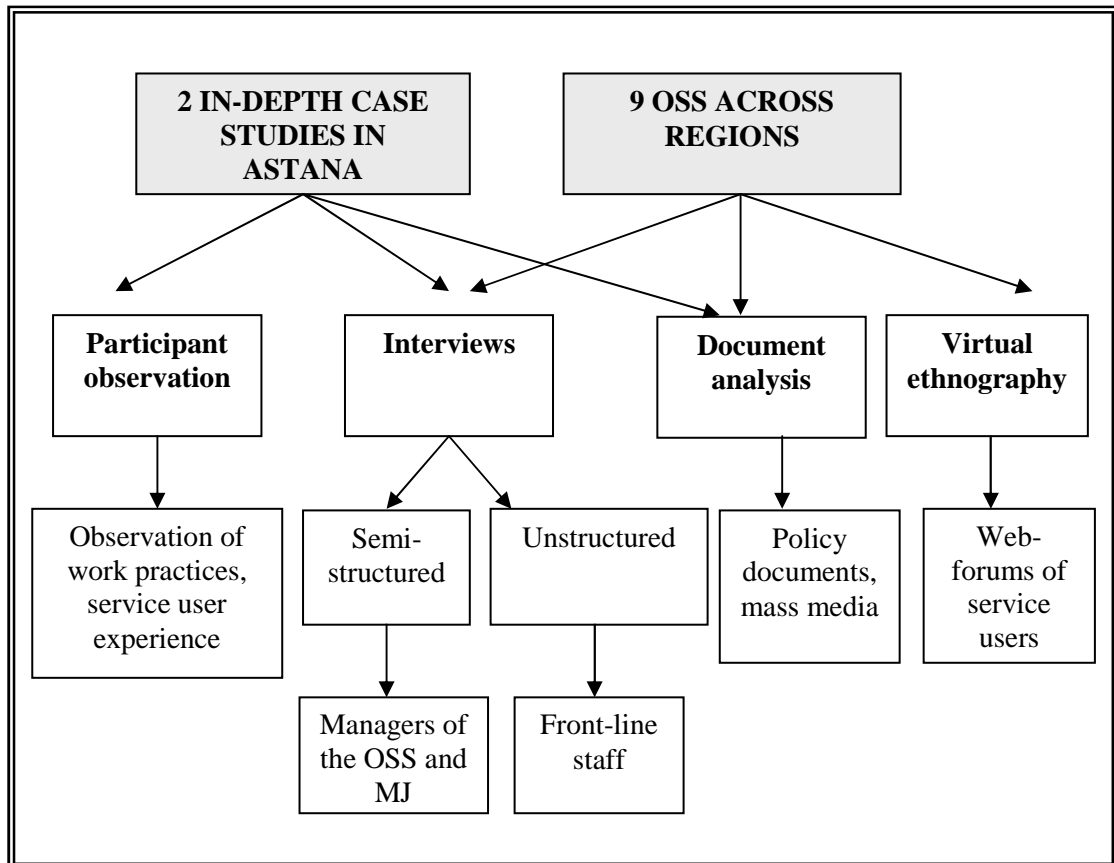 2 IN-DEPTH CASE
STUDIES IN
ASTANA
9 OSS ACROSS
REGIONS
Participant
observation
Interviews
Document
analysis
Virtual
ethnography
Observation of
work practices,
service user
experience
Semi-
structured
Unstructured
Policy
documents,
mass media
Web-
forums of
service
users
Managers of
the OSS and
MJ
Front-line
staff